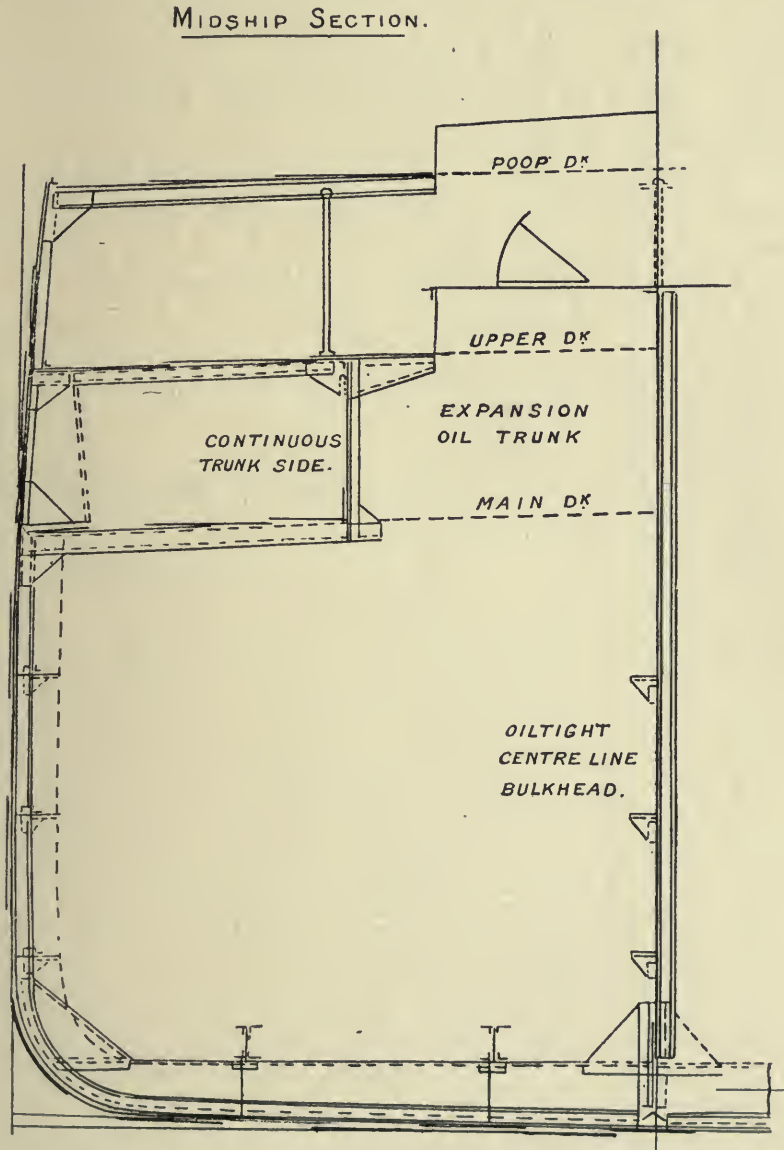 MIDSHIP SECTION.
POOP DK
UPPER DK
EXPANSION
OIL TRUNK
CONTINUOUS
TRUNK SIDE.
MAIN DK
OILTIGHT
CENTRE LINE
BULKHEAD.